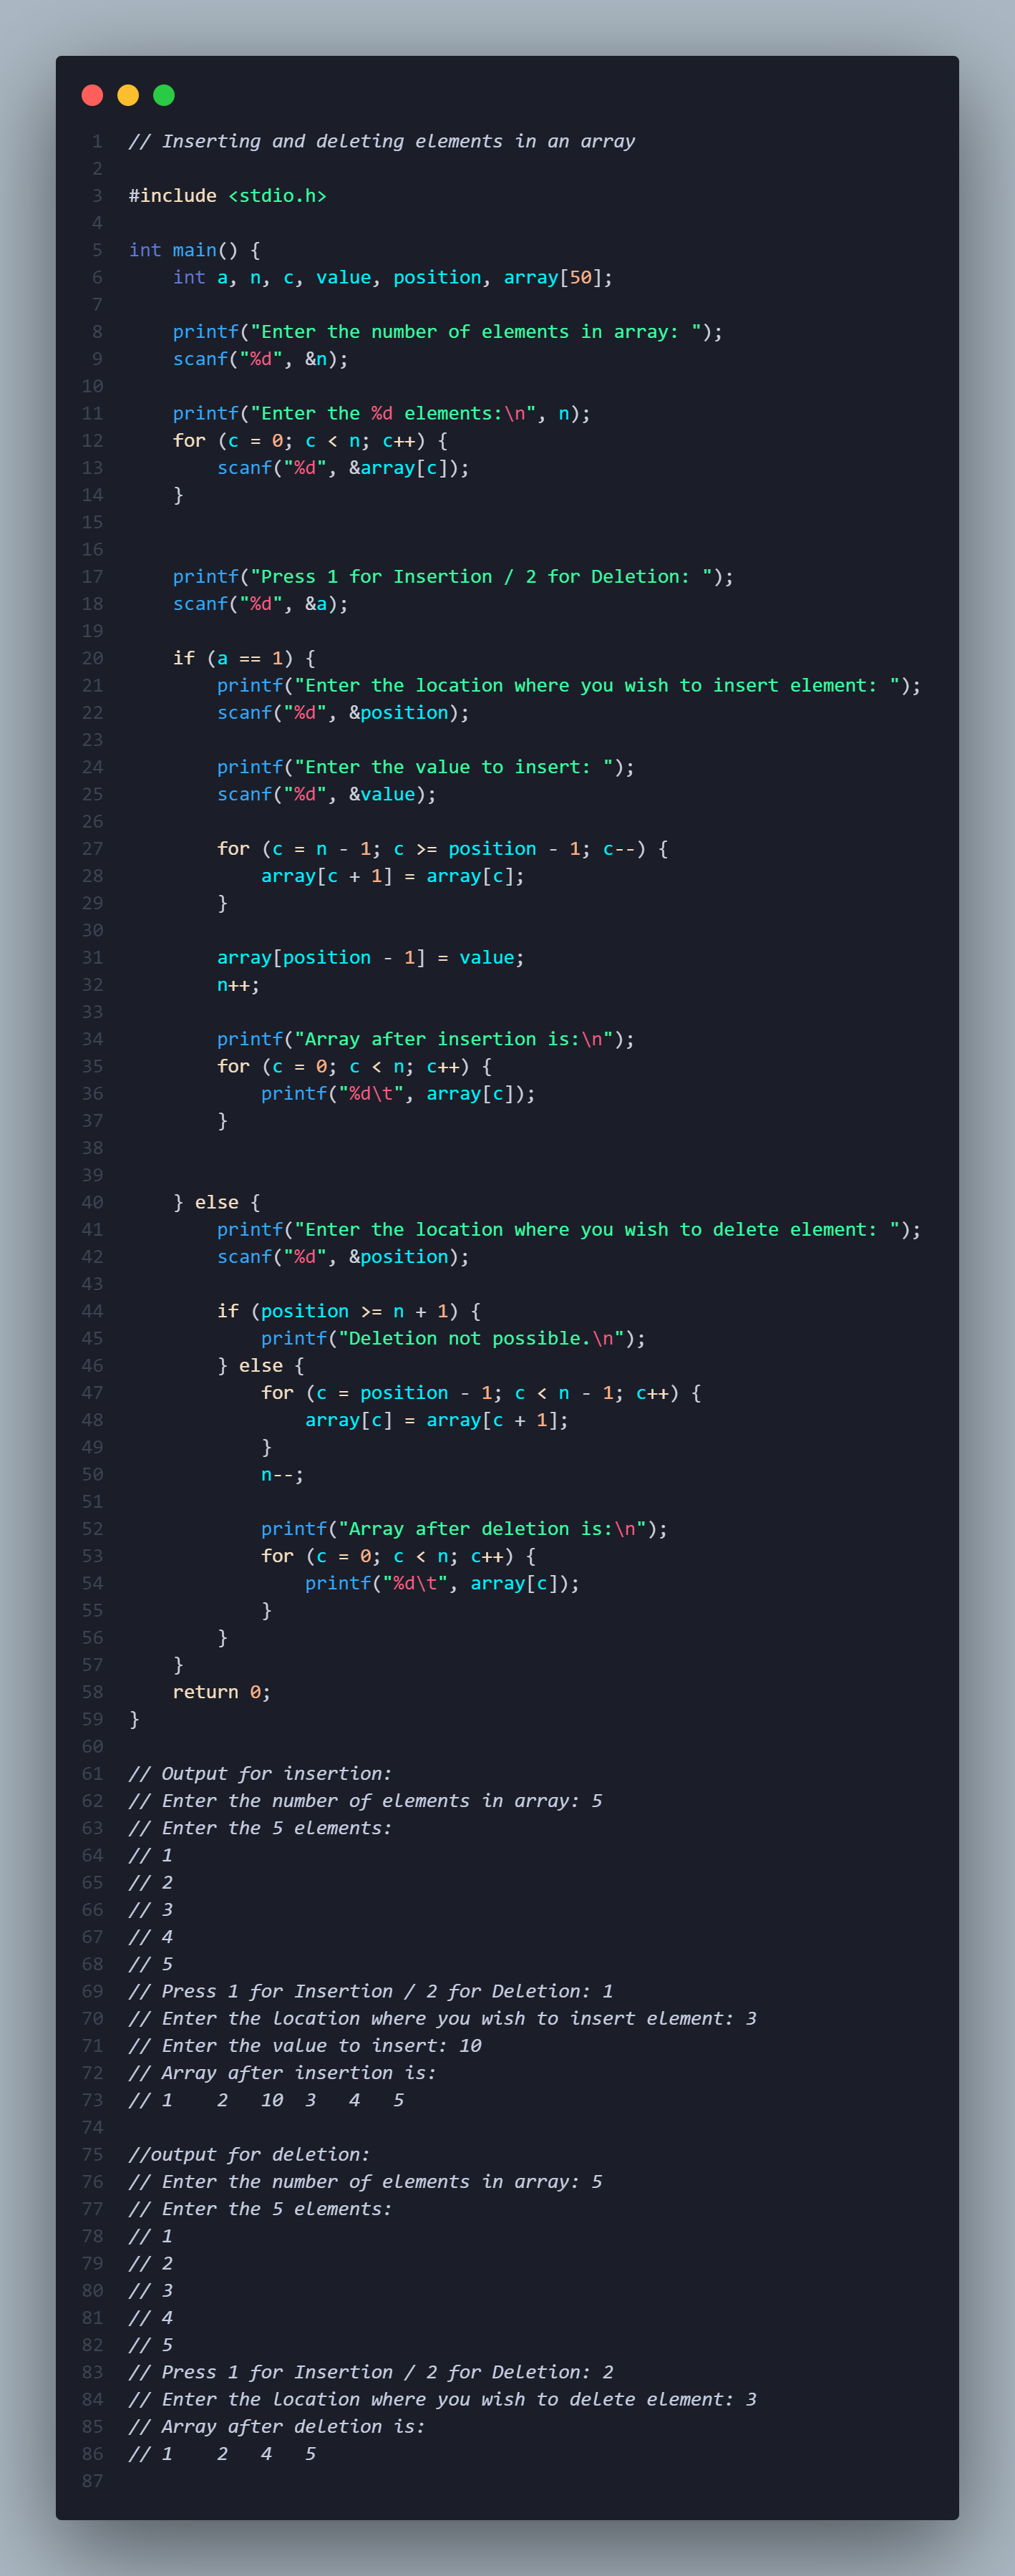 1 // Inserting and deleting elements in an array
2
3 #include <stdio.h>
4
5 int main() {
6     int a, n, c, value, position, array[50];
7
8     printf("Enter the number of elements in array: ");
9     scanf("%d", &n);
10
11     printf("Enter the %d elements:\n", n);
12     for (c = 0; c < n; c++) {
13         scanf("%d", &array[c]);
14     }
15
16
17     printf("Press 1 for Insertion / 2 for Deletion: ");
18     scanf("%d", &a);
19
20     if (a == 1) {
21         printf("Enter the location where you wish to insert element: ");
22         scanf("%d", &position);
23
24         printf("Enter the value to insert: ");
25         scanf("%d", &value);
26
27         for (c = n - 1; c >= position - 1; c--) {
28             array[c + 1] = array[c];
29         }
30
31         array[position - 1] = value;
32         n++;
33
34         printf("Array after insertion is:\n");
35         for (c = 0; c < n; c++) {
36             printf("%d\t", array[c]);
37         }
38
39
40     } else {
41         printf("Enter the location where you wish to delete element: ");
42         scanf("%d", &position);
43
44         if (position >= n + 1) {
45             printf("Deletion not possible.\n");
46         } else {
47             for (c = position - 1; c < n - 1; c++) {
48                 array[c] = array[c + 1];
49             }
50             n--;
51
52             printf("Array after deletion is:\n");
53             for (c = 0; c < n; c++) {
54                 printf("%d\t", array[c]);
55             }
56         }
57     }
58     return 0;
59 }
60
61 // Output for insertion:
62 // Enter the number of elements in array: 5
63 // Enter the 5 elements:
64 // 1
65 // 2
66 // 3
67 // 4
68 // 5
69 // Press 1 for Insertion / 2 for Deletion: 1
70 // Enter the location where you wish to insert element: 3
71 // Enter the value to insert: 10
72 // Array after insertion is:
73 // 1    2   10  3   4   5
74
75 //output for deletion:
76 // Enter the number of elements in array: 5
77 // Enter the 5 elements:
78 // 1
79 // 2
80 // 3
81 // 4
82 // 5
83 // Press 1 for Insertion / 2 for Deletion: 2
84 // Enter the location where you wish to delete element: 3
85 // Array after deletion is:
86 // 1    2   4   5
87